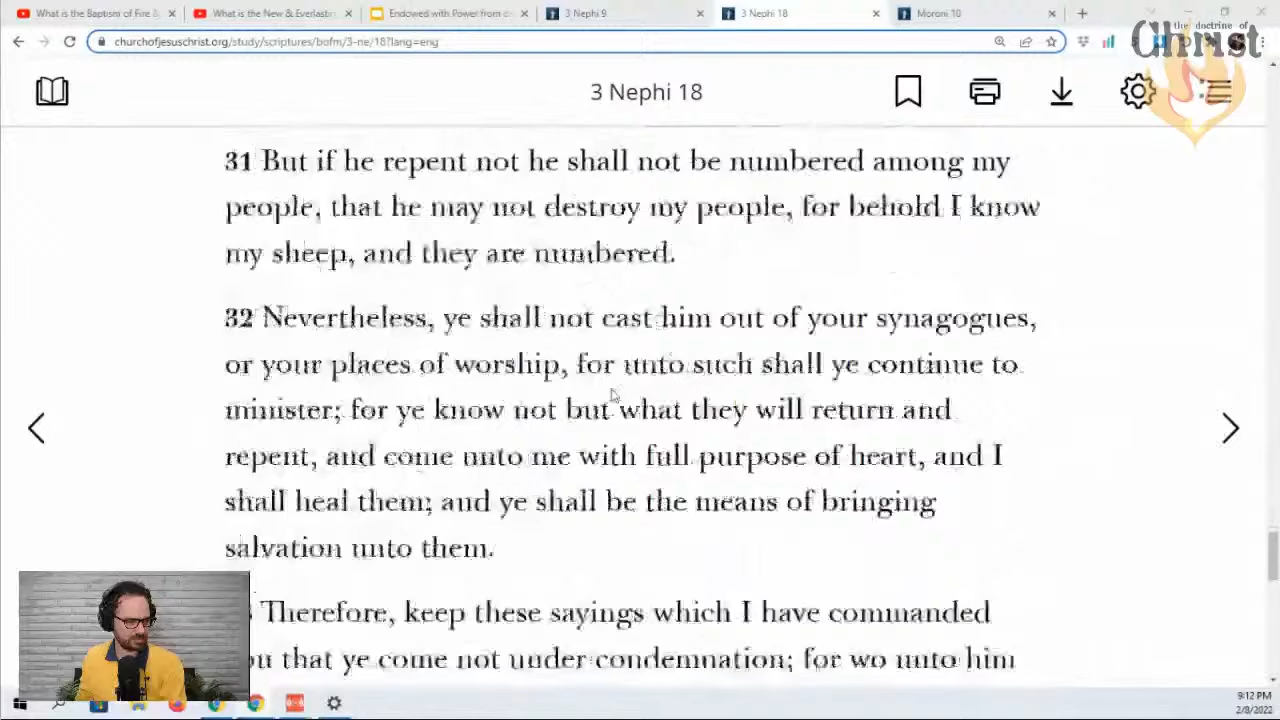 What is the Baptism of Fire &
What is the New & Everlastin
Endowed with Power from o
3 Nephi 9
3 Nephi 18
Moroni 10
the doctrine of
Christ
churchofjesuschrist.org/study/scriptures/bofm/3-ne/18?lang=eng
3 Nephi 18
31 But if he repent not he shall not be numbered among my
people, that he may not destroy my people, for behold I know
my sheep, and they are numbered.
32 Nevertheless, ye shall not cast him out of your synagogues,
or your places of worship, for unto such shall ye continue to
minister; for ye know not but what they will return and
repent, and come unto me with full purpose of heart, and I
shall heal them; and ye shall be the means of bringing
salvation unto them.
Therefore, keep these sayings which I have commanded
that ye come not under condemnation; for wo unto him
9:12 PM
2/8/2022